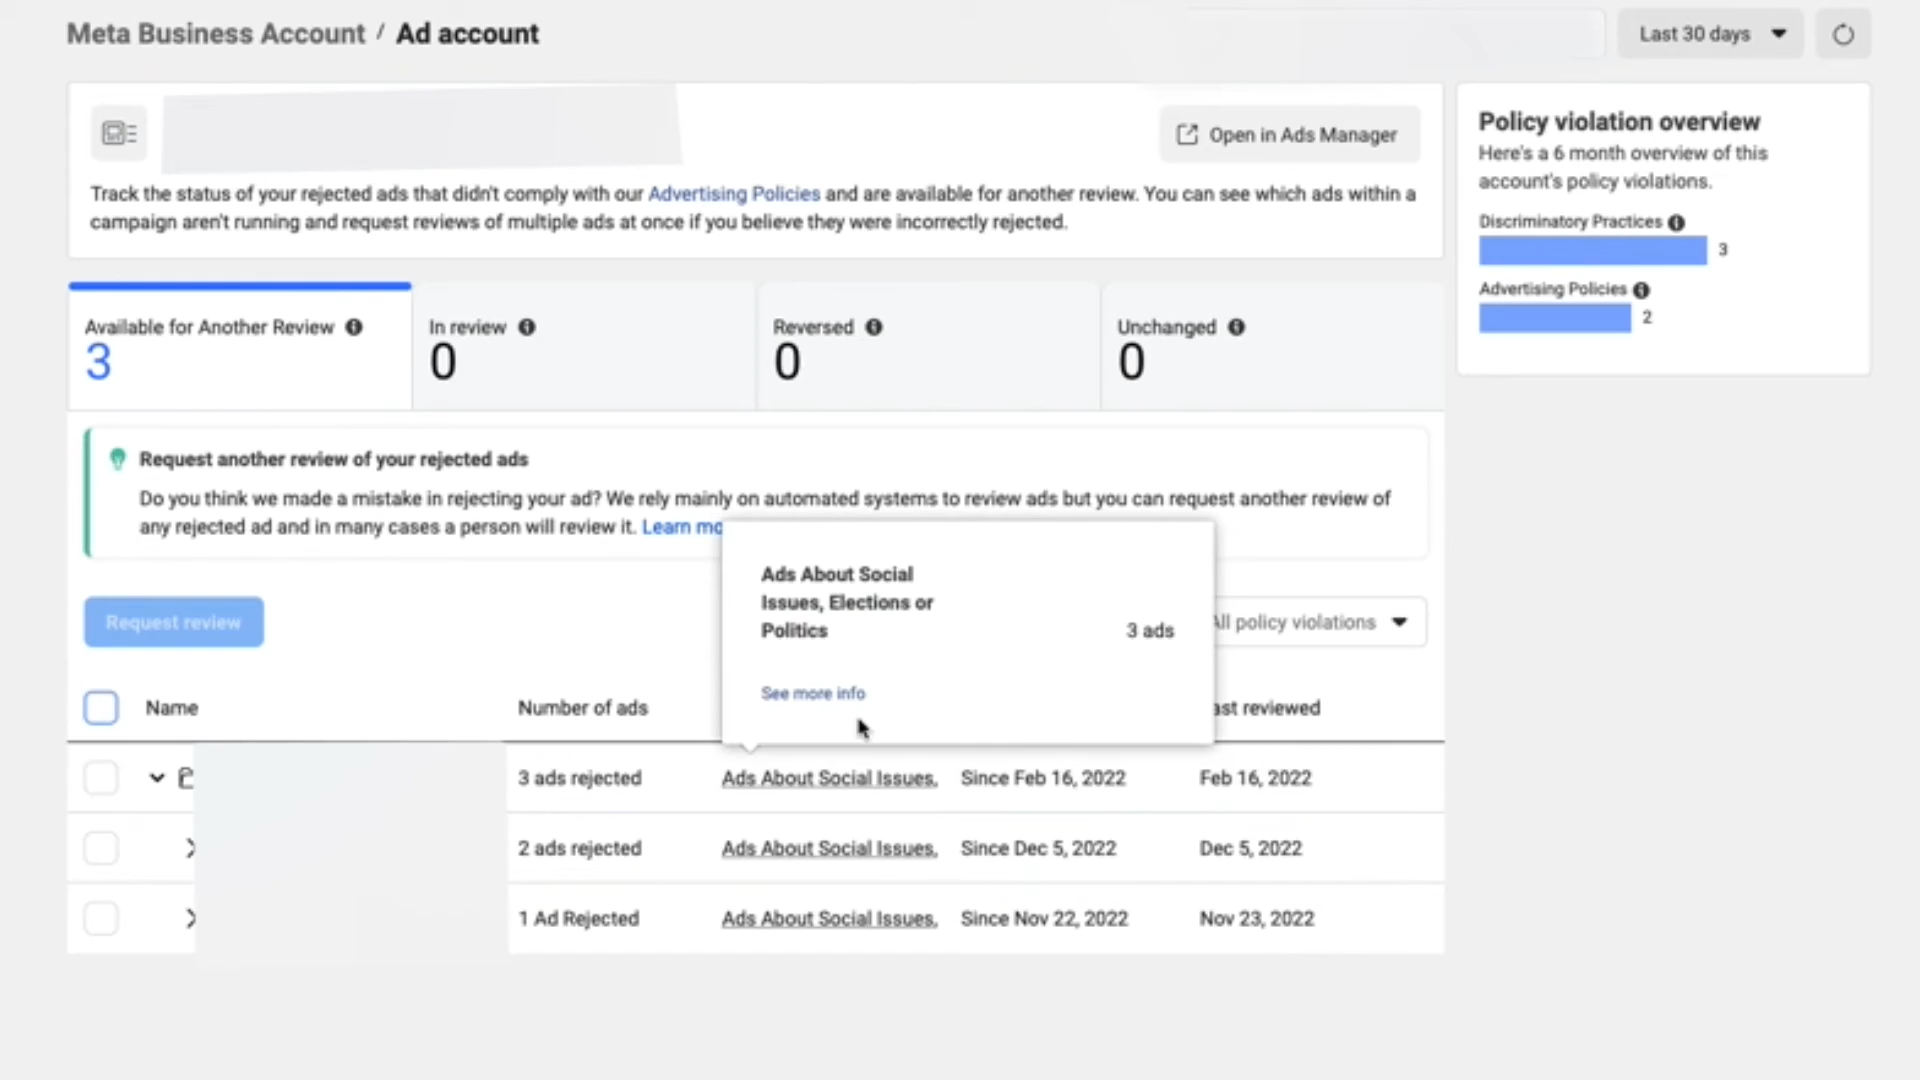 Meta Business Account / Ad account
Last 30 days
Open in Ads Manager
Track the status of your rejected ads that didn't comply with our Advertising Policies and are available for another review. You can see which ads within a
campaign aren't running and request reviews of multiple ads at once if you believe they were incorrectly rejected.
Policy violation overview
Here's a 6 month overview of this
account's policy violations.
Discriminatory Practices
3
Advertising Policies
2
Available for Another Review
3
In review
0
Reversed
0
Unchanged
0
Request another review of your rejected ads
Do you think we made a mistake in rejecting your ad? We rely mainly on automated systems to review ads but you can request another review of
any rejected ad and in many cases a person will review it. Learn mo
Ads About Social
Issues, Elections or
Politics 3 ads
See more info
Request review
All policy violations
Name Number of ads ast reviewed
3 ads rejected Ads About Social Issues, Since Feb 16, 2022 Feb 16, 2022
2 ads rejected Ads About Social Issues, Since Dec 5, 2022 Dec 5, 2022
1 Ad Rejected Ads About Social Issues, Since Nov 22, 2022 Nov 23, 2022